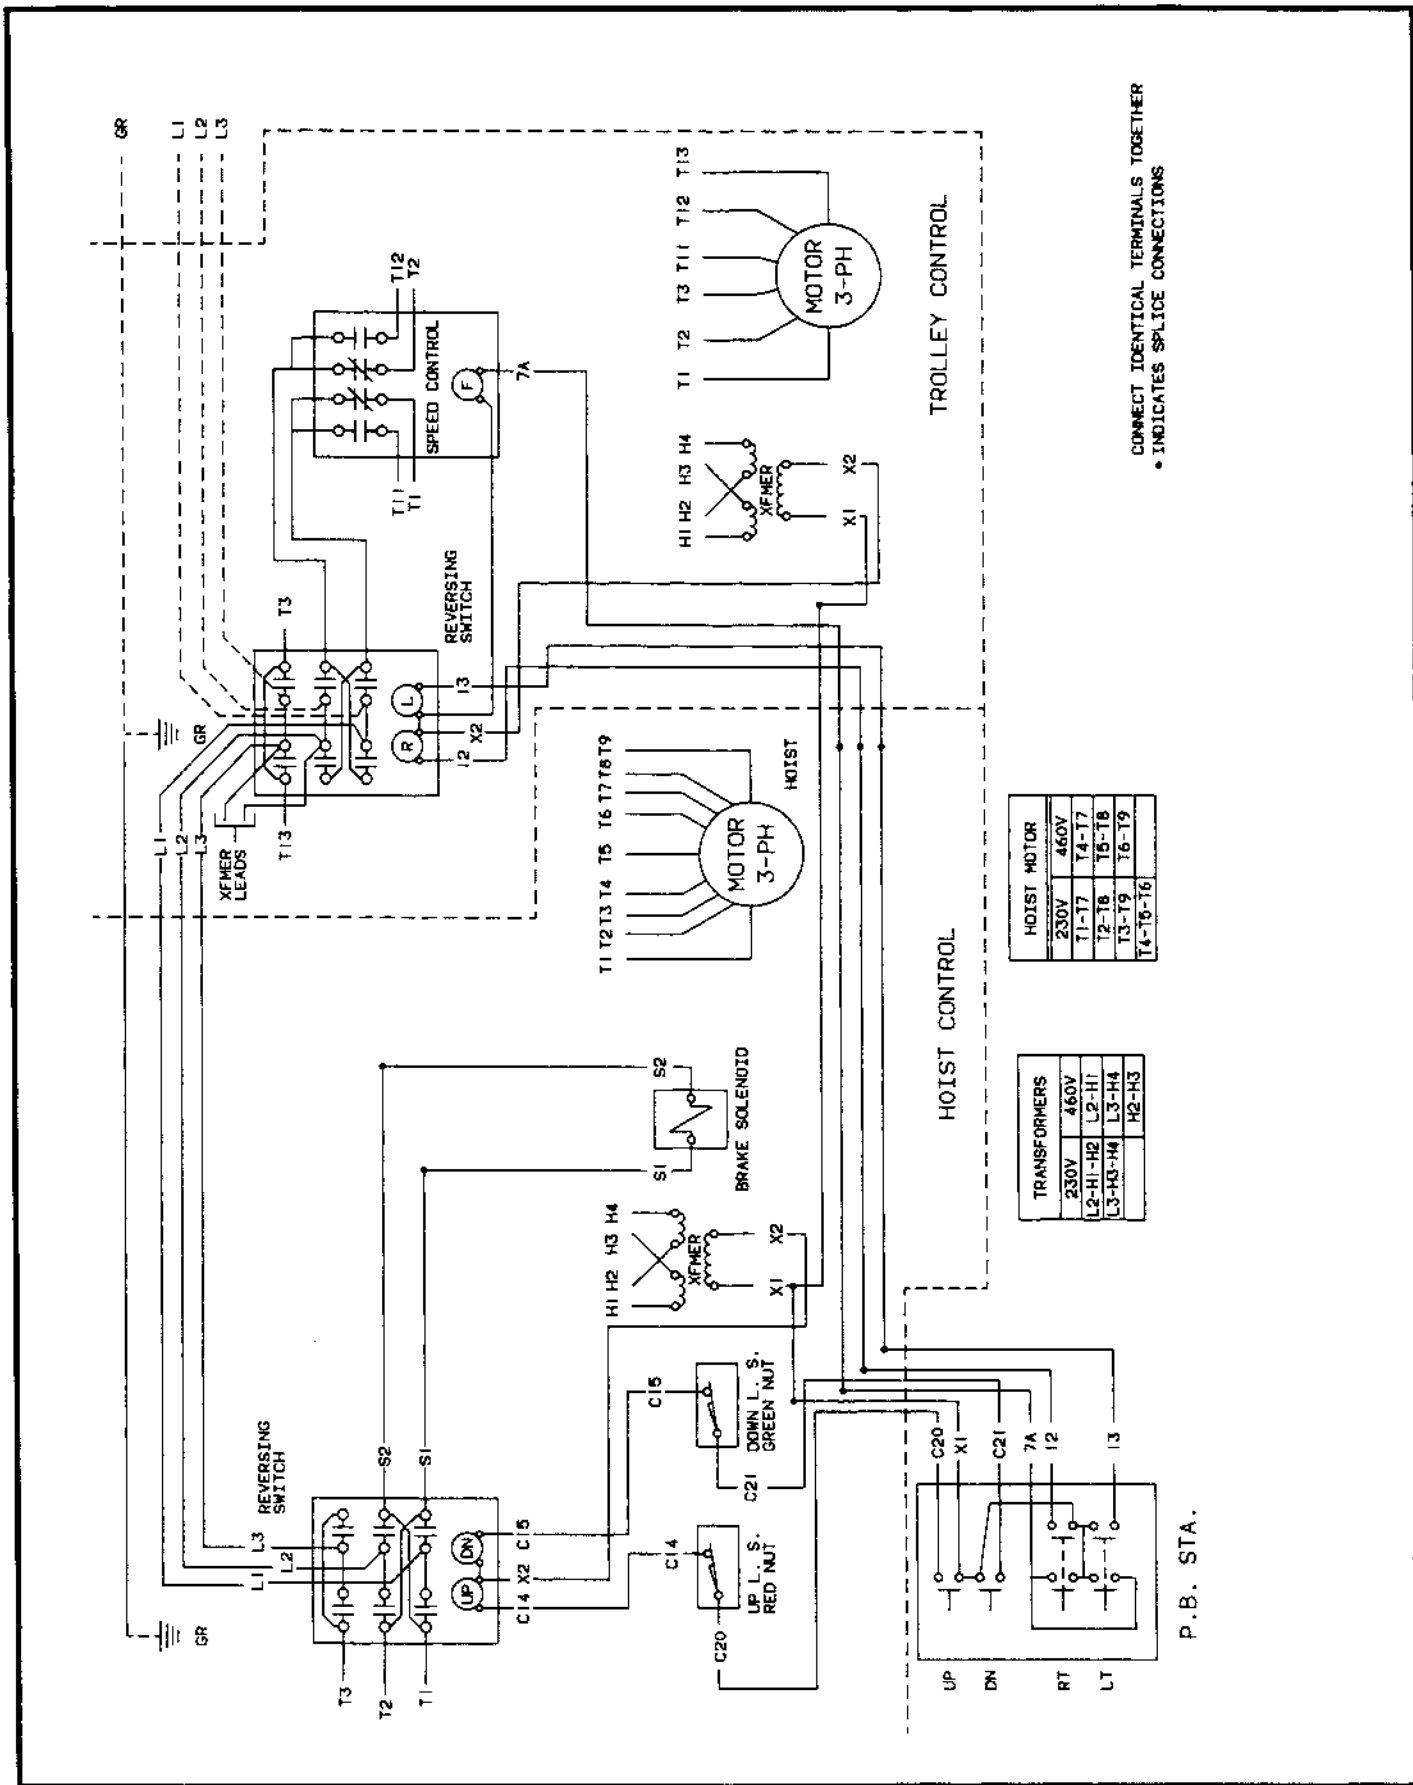 GR
GR
GR
L1
L2
L3
L1
L2
L3
L1
L2
L3
REVERSING
SWITCH
T3
T2
T1
S2
S1
UP
DN
C14
X2
C15
XFMER
LEADS
T13
T3
GR
R
L
12
X2
13
REVERSING
SWITCH
T11
T1
T12
T2
SPEED CONTROL
F
7A
C20
C14
UP L. S.
RED NUT
C21
C15
DOWN L. S.
GREEN NUT
H1 H2 H3 H4
XFMER
X1
X2
S1
S2
BRAKE SOLENOID
T1 T2 T3 T4 T5 T6 T7 T8 T9
MOTOR
3-PH
HOIST
H1 H2 H3 H4
XFMER
X1
X2
T1 T2 T3 T11 T12 T13
MOTOR
3-PH
HOIST CONTROL
TROLLEY CONTROL
C20
X1
C21
7A
12
13
UP
DN
RT
LT
P.B. STA.
TRANSFORMERS
230V 460V
L2-H1-H2 L2-H1
L3-H3-H4 L3-H4
H2-H3
HOIST MOTOR
230V 460V
T1-T7 T4-T7
T2-T8 T5-T8
T3-T9 T6-T9
T4-T5-T6
CONNECT IDENTICAL TERMINALS TOGETHER
• INDICATES SPLICE CONNECTIONS